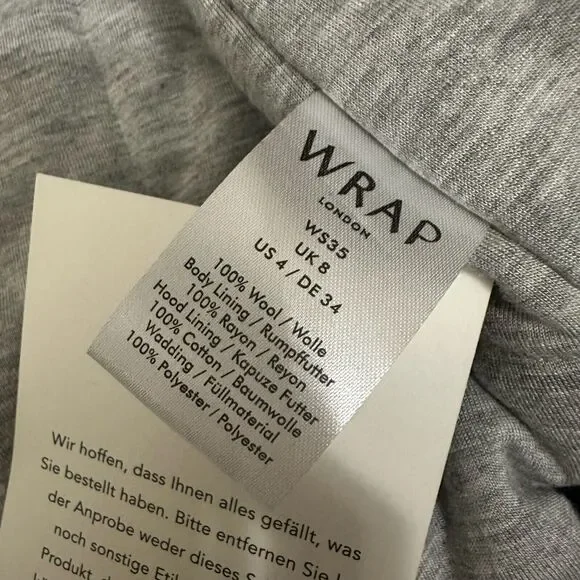 WRAP
LONDON
WS35
UK 8
US 4 / DE 34
100% Wool / Wolle
Body Lining / Rumpffutter
100% Rayon / Reyon
Hood Lining / Kapuze Futter
100% Cotton / Baumwolle
Wadding / Füllmaterial
100% Polyester / Polyester
Wir hoffen, dass Ihnen alles gefällt, was
Sie bestellt haben. Bitte entfernen Sie
der Anprobe weder dieses
noch sonstige
Produkt,